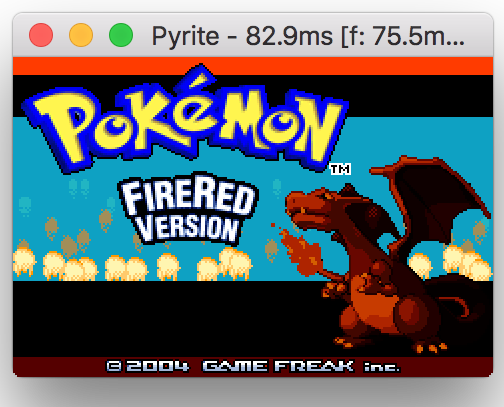 Pyrite - 82.9ms [f: 75.5m...
POKéMON
TM
FIRERED
VERSION
© 2004 GAME FREAK inc.